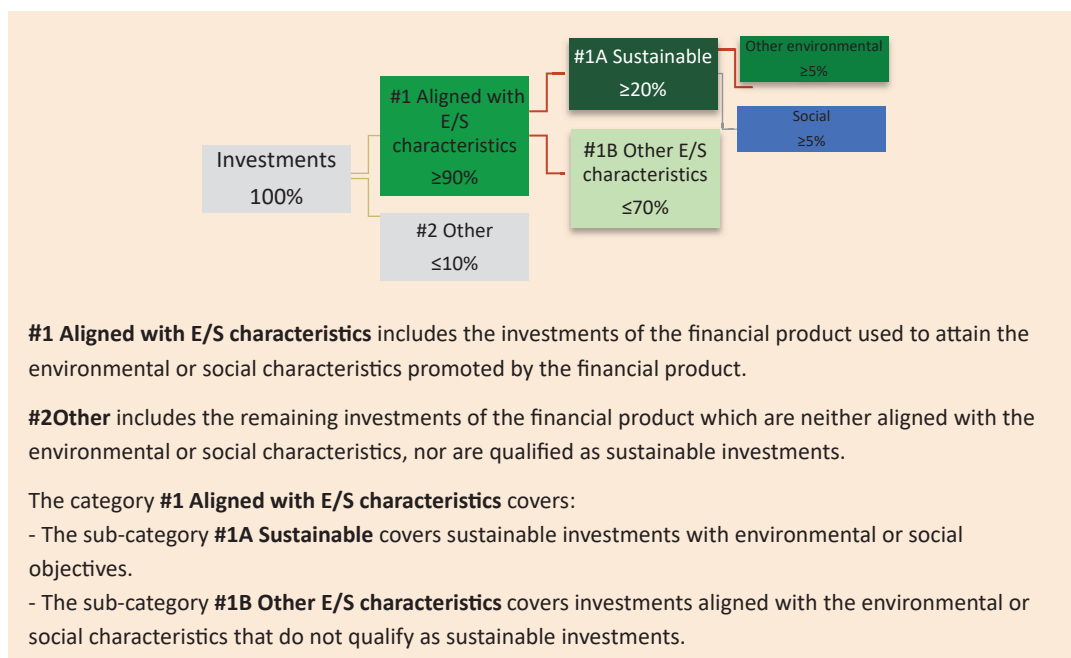 Investments
100%
#1 Aligned with
E/S
characteristics
≥90%
#2 Other
≤10%
#1A Sustainable
≥20%
#1B Other E/S
characteristics
≤70%
Other environmental
≥5%
Social
≥5%
#1 Aligned with E/S characteristics includes the investments of the financial product used to attain the
environmental or social characteristics promoted by the financial product.
#2Other includes the remaining investments of the financial product which are neither aligned with the
environmental or social characteristics, nor are qualified as sustainable investments.
The category #1 Aligned with E/S characteristics covers:
- The sub-category #1A Sustainable covers sustainable investments with environmental or social
objectives.
- The sub-category #1B Other E/S characteristics covers investments aligned with the environmental or
social characteristics that do not qualify as sustainable investments.